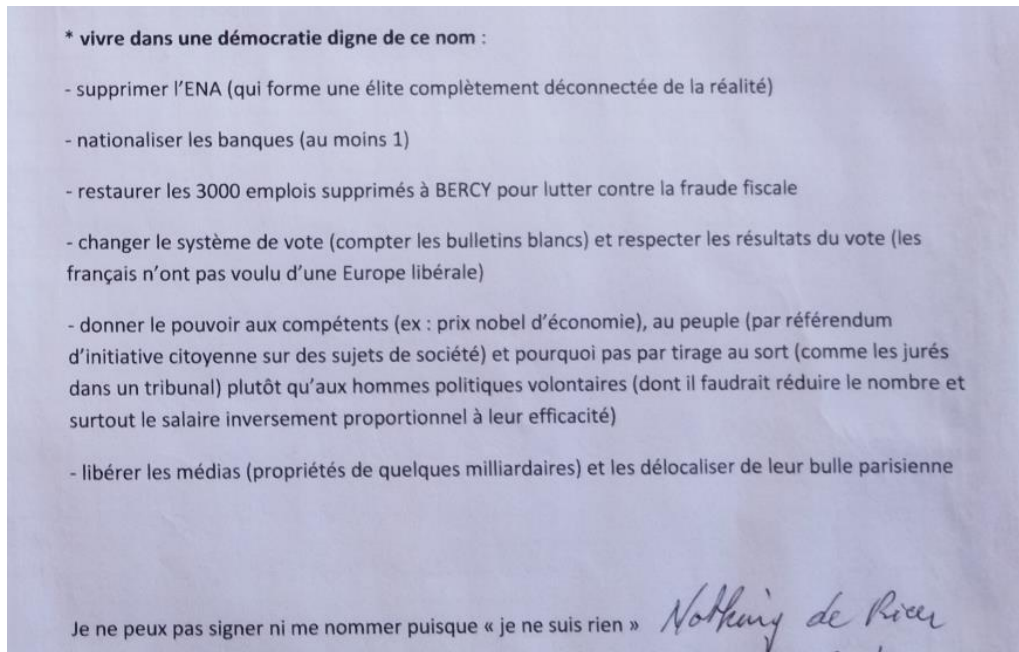 * vivre dans une démocratie digne de ce nom :
- supprimer l'ENA (qui forme une élite complètement déconnectée de la réalité)
- nationaliser les banques (au moins 1)
- restaurer les 3000 emplois supprimés à BERCY pour lutter contre la fraude fiscale
- changer le système de vote (compter les bulletins blancs) et respecter les résultats du vote (les
français n'ont pas voulu d'une Europe libérale)
- donner le pouvoir aux compétents (ex : prix nobel d'économie), au peuple (par référendum
d'initiative citoyenne sur des sujets de société) et pourquoi pas par tirage au sort (comme les jurés
dans un tribunal) plutôt qu'aux hommes politiques volontaires (dont il faudrait réduire le nombre et
surtout le salaire inversement proportionnel à leur efficacité)
- libérer les médias (propriétés de quelques milliardaires) et les délocaliser de leur bulle parisienne
Je ne peux pas signer ni me nommer puisque « je ne suis rien » Nothing de